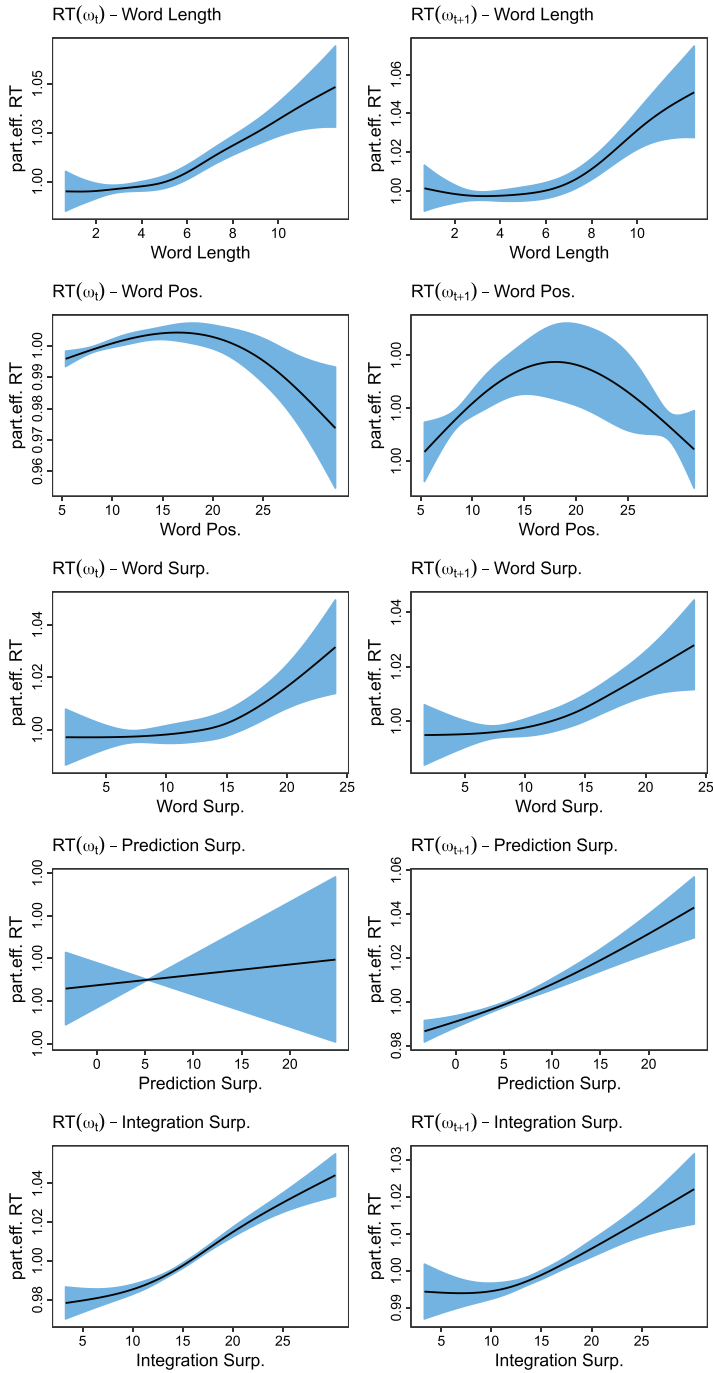 RT(ωt) – Word Length
part.eff. RT
1.00 1.03 1.05
2 4 6 8 10
Word Length
RT(ωt+1) – Word Length
part.eff. RT
1.00 1.02 1.04 1.06
2 4 6 8 10
Word Length
RT(ωt) – Word Pos.
part.eff. RT
0.96 0.97 0.98 0.99 1.00
5 10 15 20 25
Word Pos.
RT(ωt+1) – Word Pos.
part.eff. RT
1.00 1.00 1.00
5 10 15 20 25
Word Pos.
RT(ωt) – Word Surp.
part.eff. RT
1.00 1.02 1.04
5 10 15 20 25
Word Surp.
RT(ωt+1) – Word Surp.
part.eff. RT
1.00 1.02 1.04
5 10 15 20 25
Word Surp.
RT(ωt) – Prediction Surp.
part.eff. RT
1.00 1.00 1.00 1.00 1.00
0 5 10 15 20
Prediction Surp.
RT(ωt+1) – Prediction Surp.
part.eff. RT
0.98 1.00 1.02 1.04 1.06
0 5 10 15 20
Prediction Surp.
RT(ωt) – Integration Surp.
part.eff. RT
0.98 1.00 1.02 1.04
5 10 15 20 25
Integration Surp.
RT(ωt+1) – Integration Surp.
part.eff. RT
0.99 1.00 1.01 1.02 1.03
5 10 15 20 25
Integration Surp.